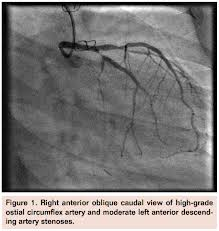 Figure 1. Right anterior oblique caudal view of high-grade
ostial circumflex artery and moderate left anterior descend-
ing artery stenoses.